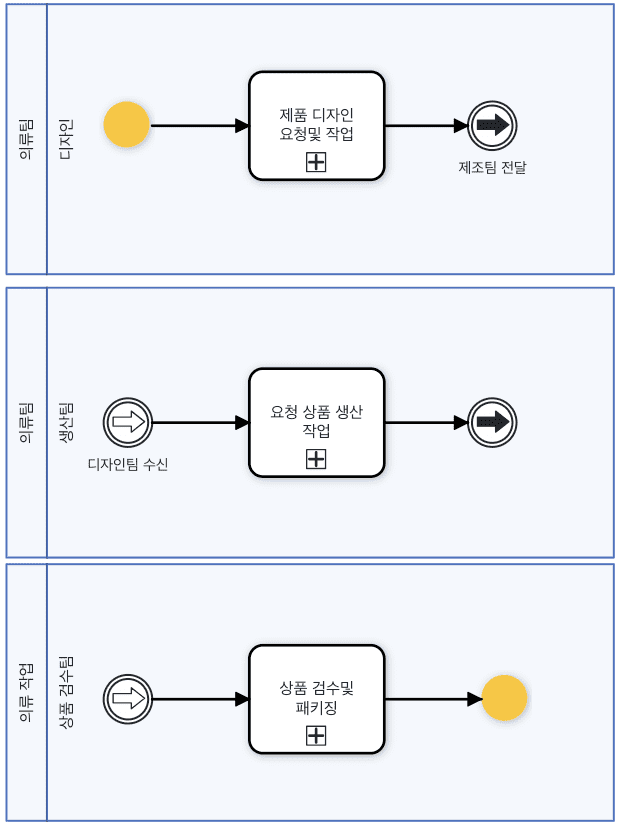 의류팀
디자인
제품 디자인
요청및 작업
제조팀 전달
의류팀
생산팀
디자인팀 수신
요청 상품 생산
작업
의류 작업
상품 검수팀
상품 검수및
패키징